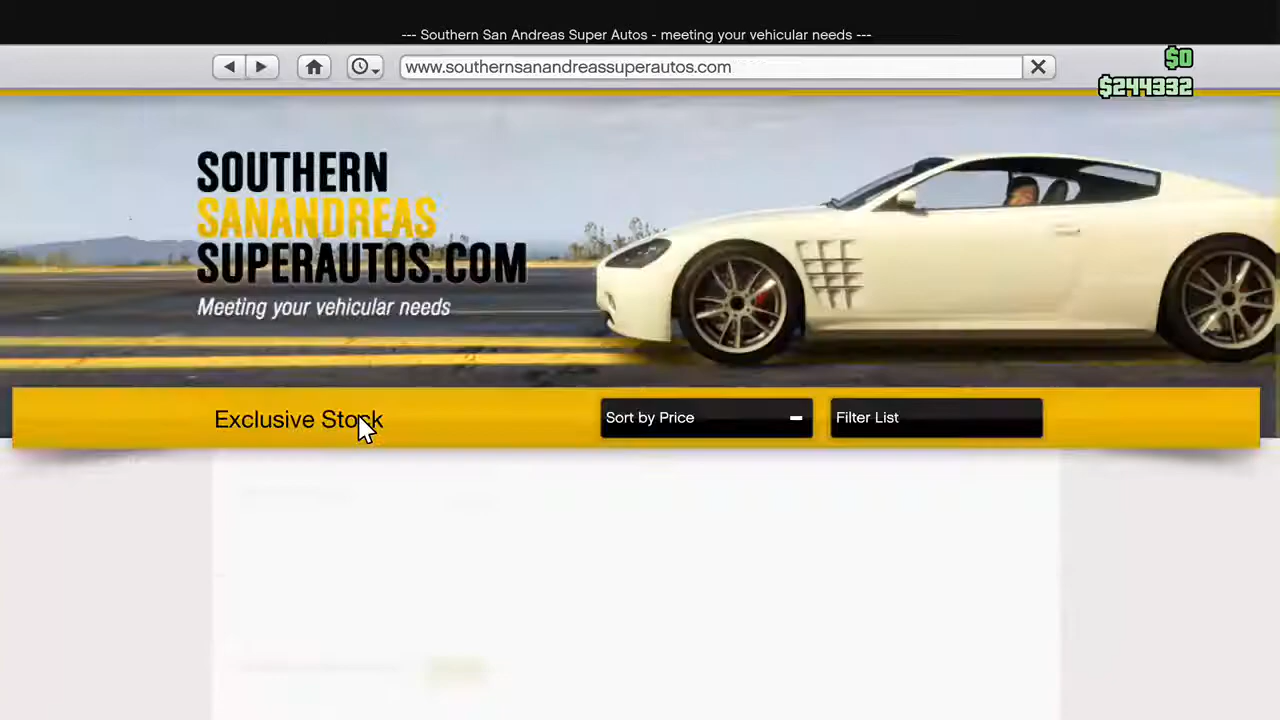 --- Southern San Andreas Super Autos - meeting your vehicular needs ---
www.southernsanandreassuperautos.com
$0
$244332
SOUTHERN
SANANDREAS
SUPERAUTOS.COM
Meeting your vehicular needs
Exclusive Stock
Sort by Price
Filter List